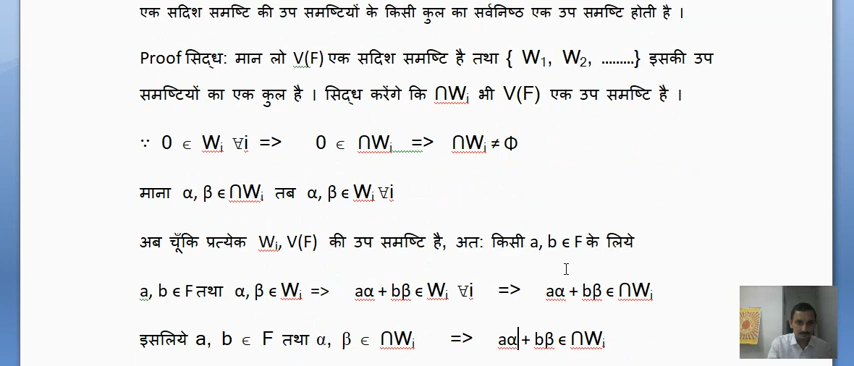 एक सदिश समष्टि की उप समष्टियों के किसी कुल का सर्वनिष्ठ एक उप समष्टि होती है ।
Proof सिद्ध: मान लो V(F) एक सदिश समष्टि है तथा { W₁, W₂, .........} इसकी उप
समष्टियों का एक कुल है । सिद्ध करेंगे कि ∩Wᵢ भी V(F) एक उप समष्टि है ।
∵ 0 ∊ Wᵢ ∀i => 0 ∊ ∩Wᵢ => ∩Wᵢ ≠ Φ
माना α, β ∊ ∩Wᵢ तब α, β ∊ Wᵢ ∀i
अब चूँकि प्रत्येक Wᵢ, V(F) की उप समष्टि है, अत: किसी a, b ∊ F के लिये
a, b ∊ F तथा α, β ∊ Wᵢ => aα + bβ ∊ Wᵢ ∀i => aα + bβ ∊ ∩Wᵢ
इसलिये a, b ∊ F तथा α, β ∊ ∩Wᵢ => aα + bβ ∊ ∩Wᵢ